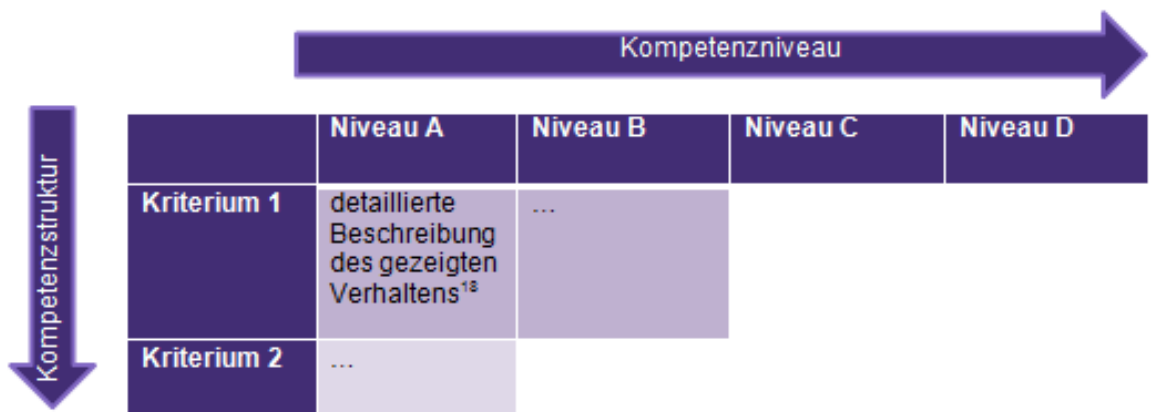 Kompetenzniveau
Kompetenzstruktur
Niveau A Niveau B Niveau C Niveau D
Kriterium 1 detaillierte ...
Beschreibung
des gezeigten
Verhaltens¹⁸
Kriterium 2 ...